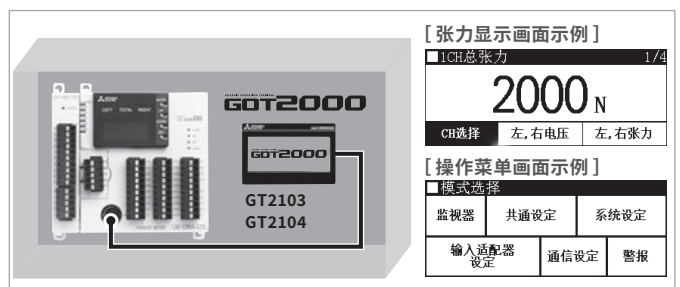 [ 张力显示画面示例 ]
■1CH总张力 1/4
2000 N
CH选择 左,右电压 左,右张力
[ 操作菜单画面示例 ]
■模式选择
监视器 共通设定 系统设定
输入适配器设定 通信设定 警报
LEFT TOTAL RIGHT
GOT2000
GOT2000
GT2103
GT2104